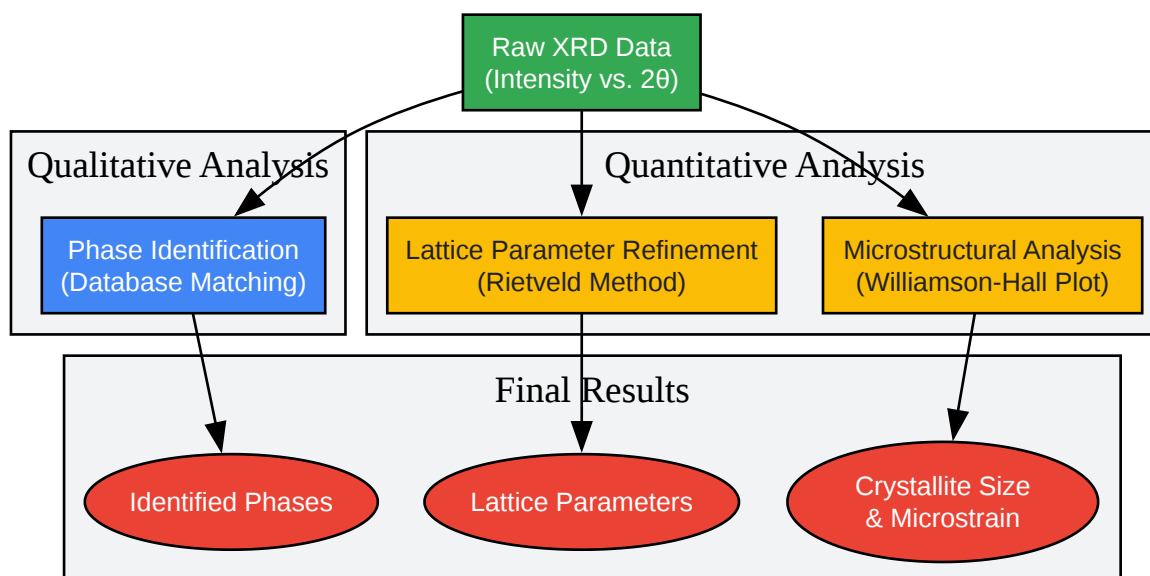 Raw XRD Data
(Intensity vs. 2θ)
Qualitative Analysis
Quantitative Analysis
Phase Identification
(Database Matching)
Lattice Parameter Refinement
(Rietveld Method)
Microstructural Analysis
(Williamson-Hall Plot)
Final Results
Identified Phases
Lattice Parameters
Crystallite Size
& Microstrain